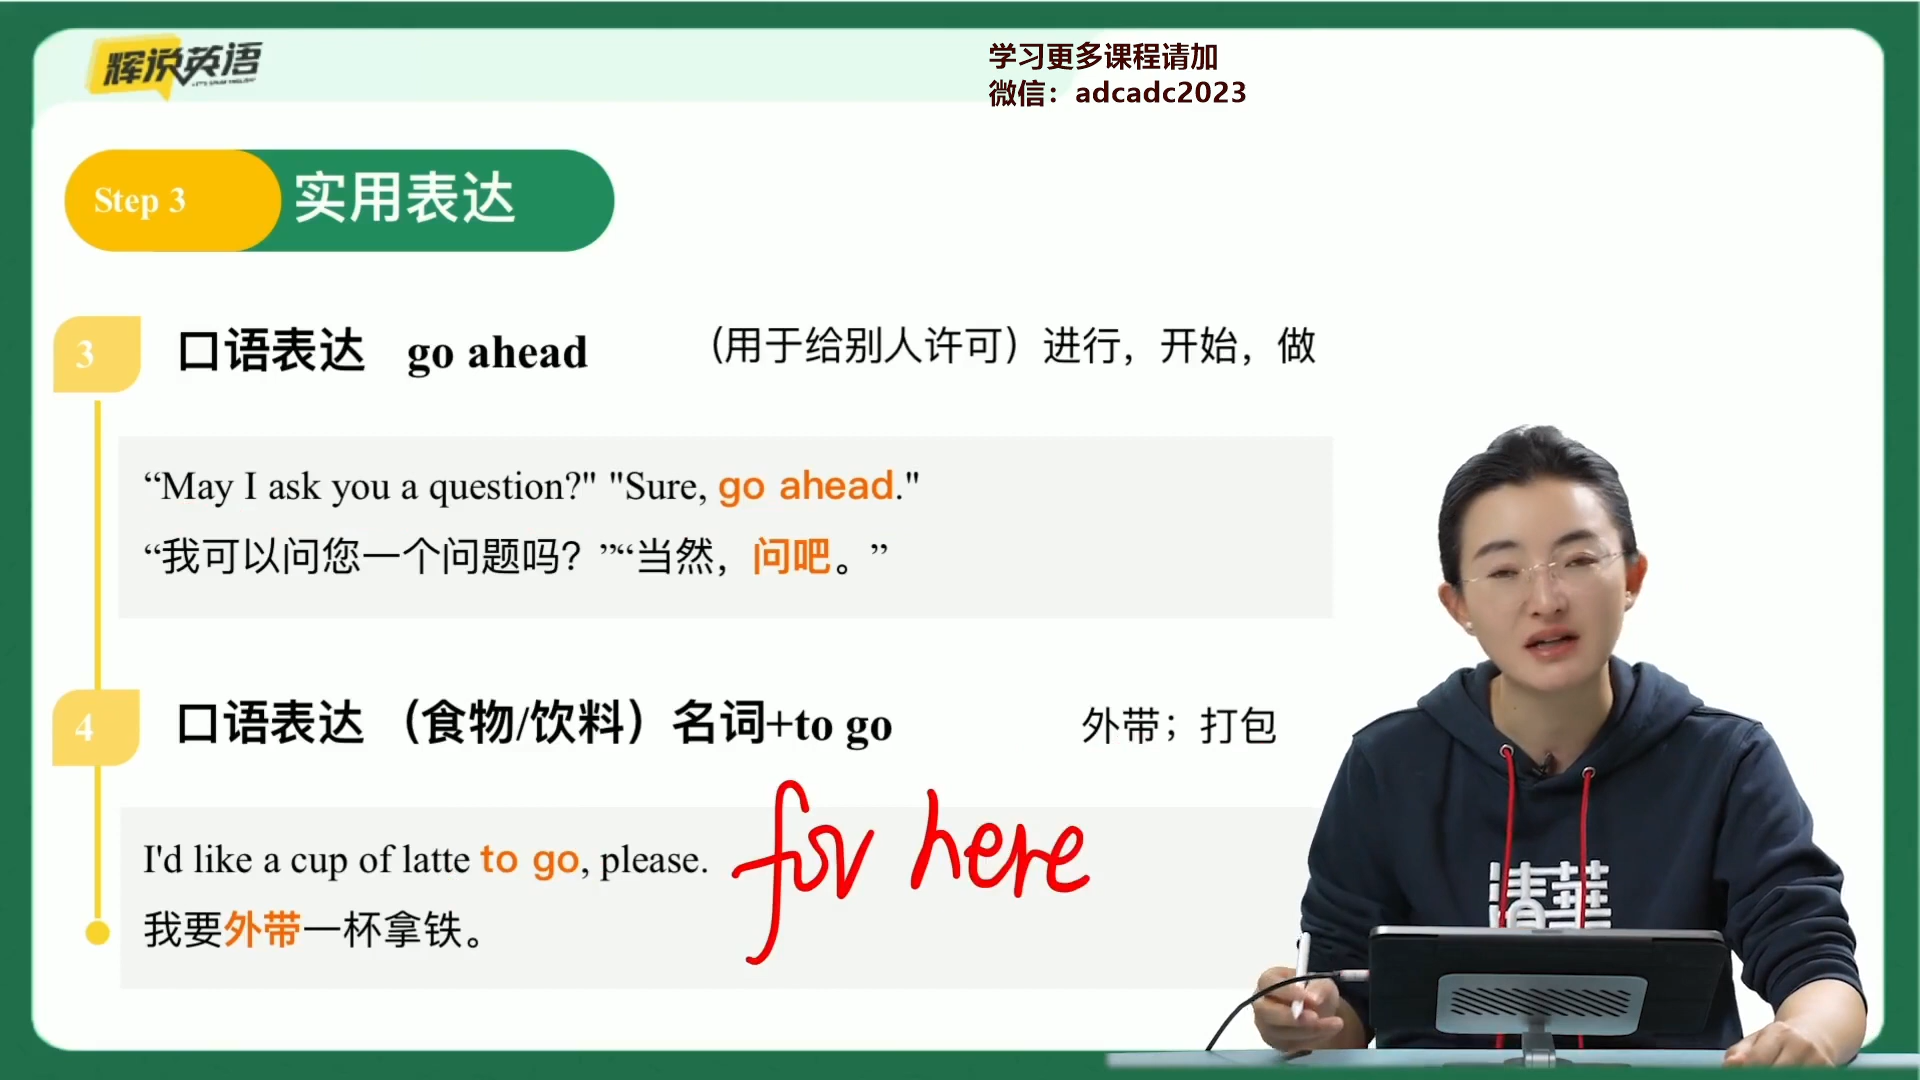 辉说英语
学习更多课程请加
微信：adcadc2023
Step 3 实用表达
3 口语表达 go ahead （用于给别人许可）进行，开始，做
“May I ask you a question?" "Sure, go ahead."
“我可以问您一个问题吗？”“当然，问吧。”
4 口语表达 （食物/饮料）名词+to go 外带；打包
I'd like a cup of latte to go, please. for here
我要外带一杯拿铁。
清華